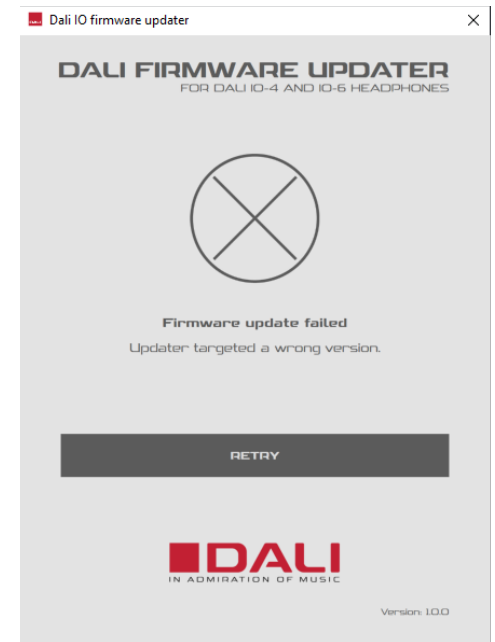 Dali IO firmware updater
DALI FIRMWARE UPDATER
FOR DALI IO-4 AND IO-6 HEADPHONES
Firmware update failed
Updater targeted a wrong version.
RETRY
DALI
IN ADMIRATION OF MUSIC
Version: 1.0.0